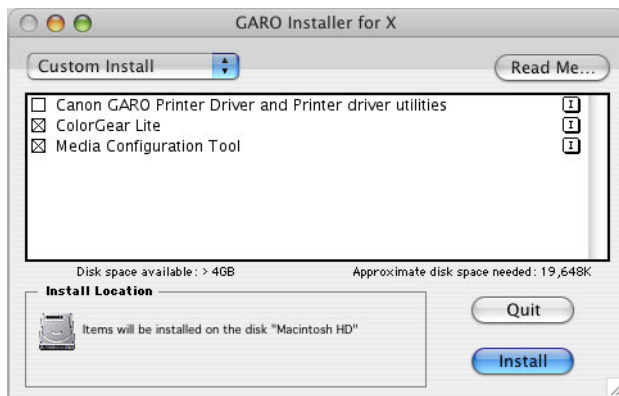 GARO Installer for X
Custom Install
Read Me...
Canon GARO Printer Driver and Printer driver utilities
I
ColorGear Lite
I
Media Configuration Tool
I
Disk space available: > 4GB Approximate disk space needed: 19,648K
Install Location
Items will be installed on the disk "Macintosh HD"
Quit
Install